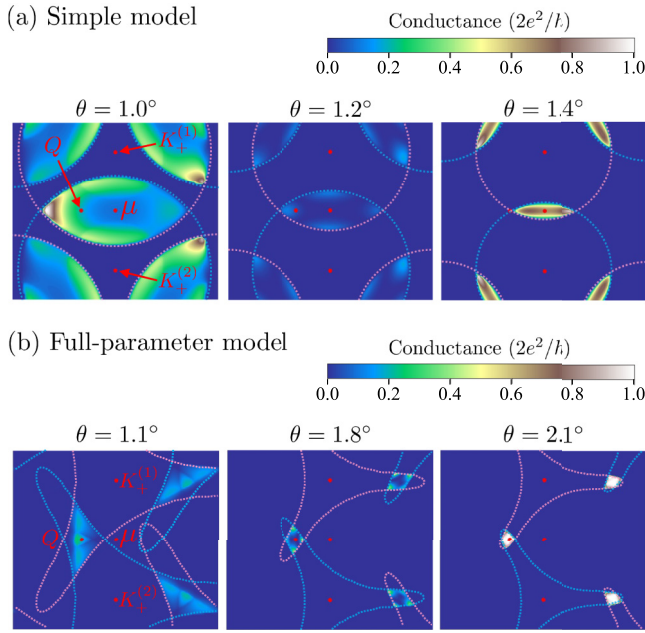 (a) Simple model
Conductance (2e²/ℏ)
0.0 0.2 0.4 0.6 0.8 1.0
θ = 1.0° θ = 1.2° θ = 1.4°
Q K₊⁽¹⁾
μ
K₊⁽²⁾
(b) Full-parameter model
Conductance (2e²/ℏ)
0.0 0.2 0.4 0.6 0.8 1.0
θ = 1.1° θ = 1.8° θ = 2.1°
K₊⁽¹⁾
Q μ
K₊⁽²⁾